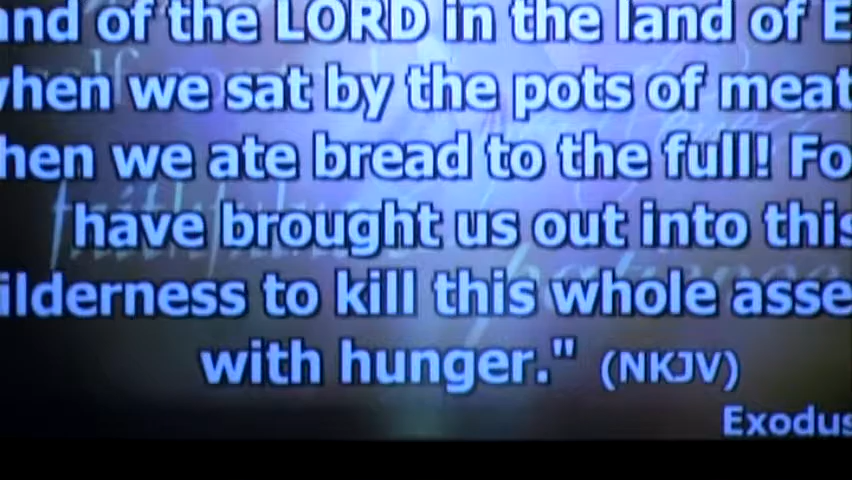 and of the LORD in the land of E
when we sat by the pots of meat
hen we ate bread to the full! Fo
have brought us out into this
ilderness to kill this whole asse
with hunger." (NKJV)
Exodus